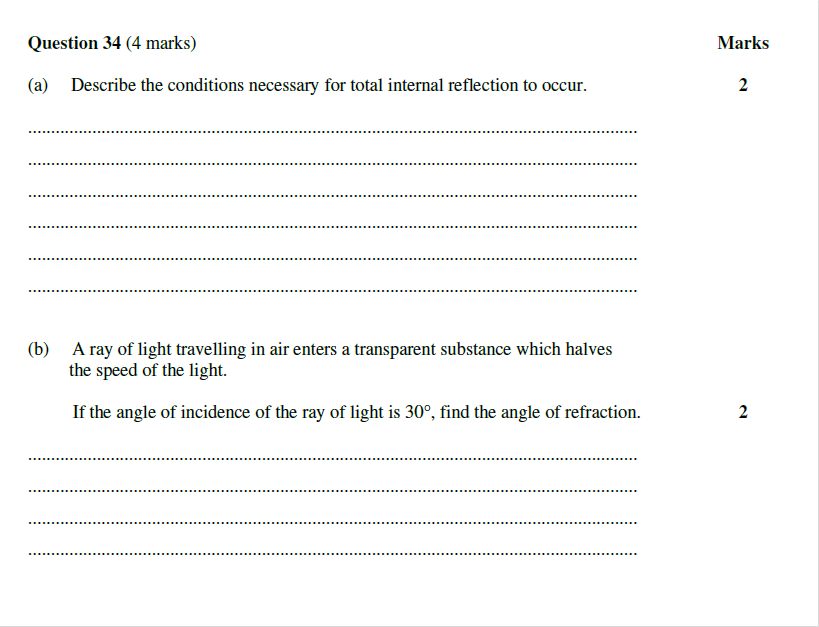 Question 34 (4 marks) Marks
(a) Describe the conditions necessary for total internal reflection to occur. 2
(b) A ray of light travelling in air enters a transparent substance which halves
the speed of the light.
If the angle of incidence of the ray of light is 30°, find the angle of refraction. 2